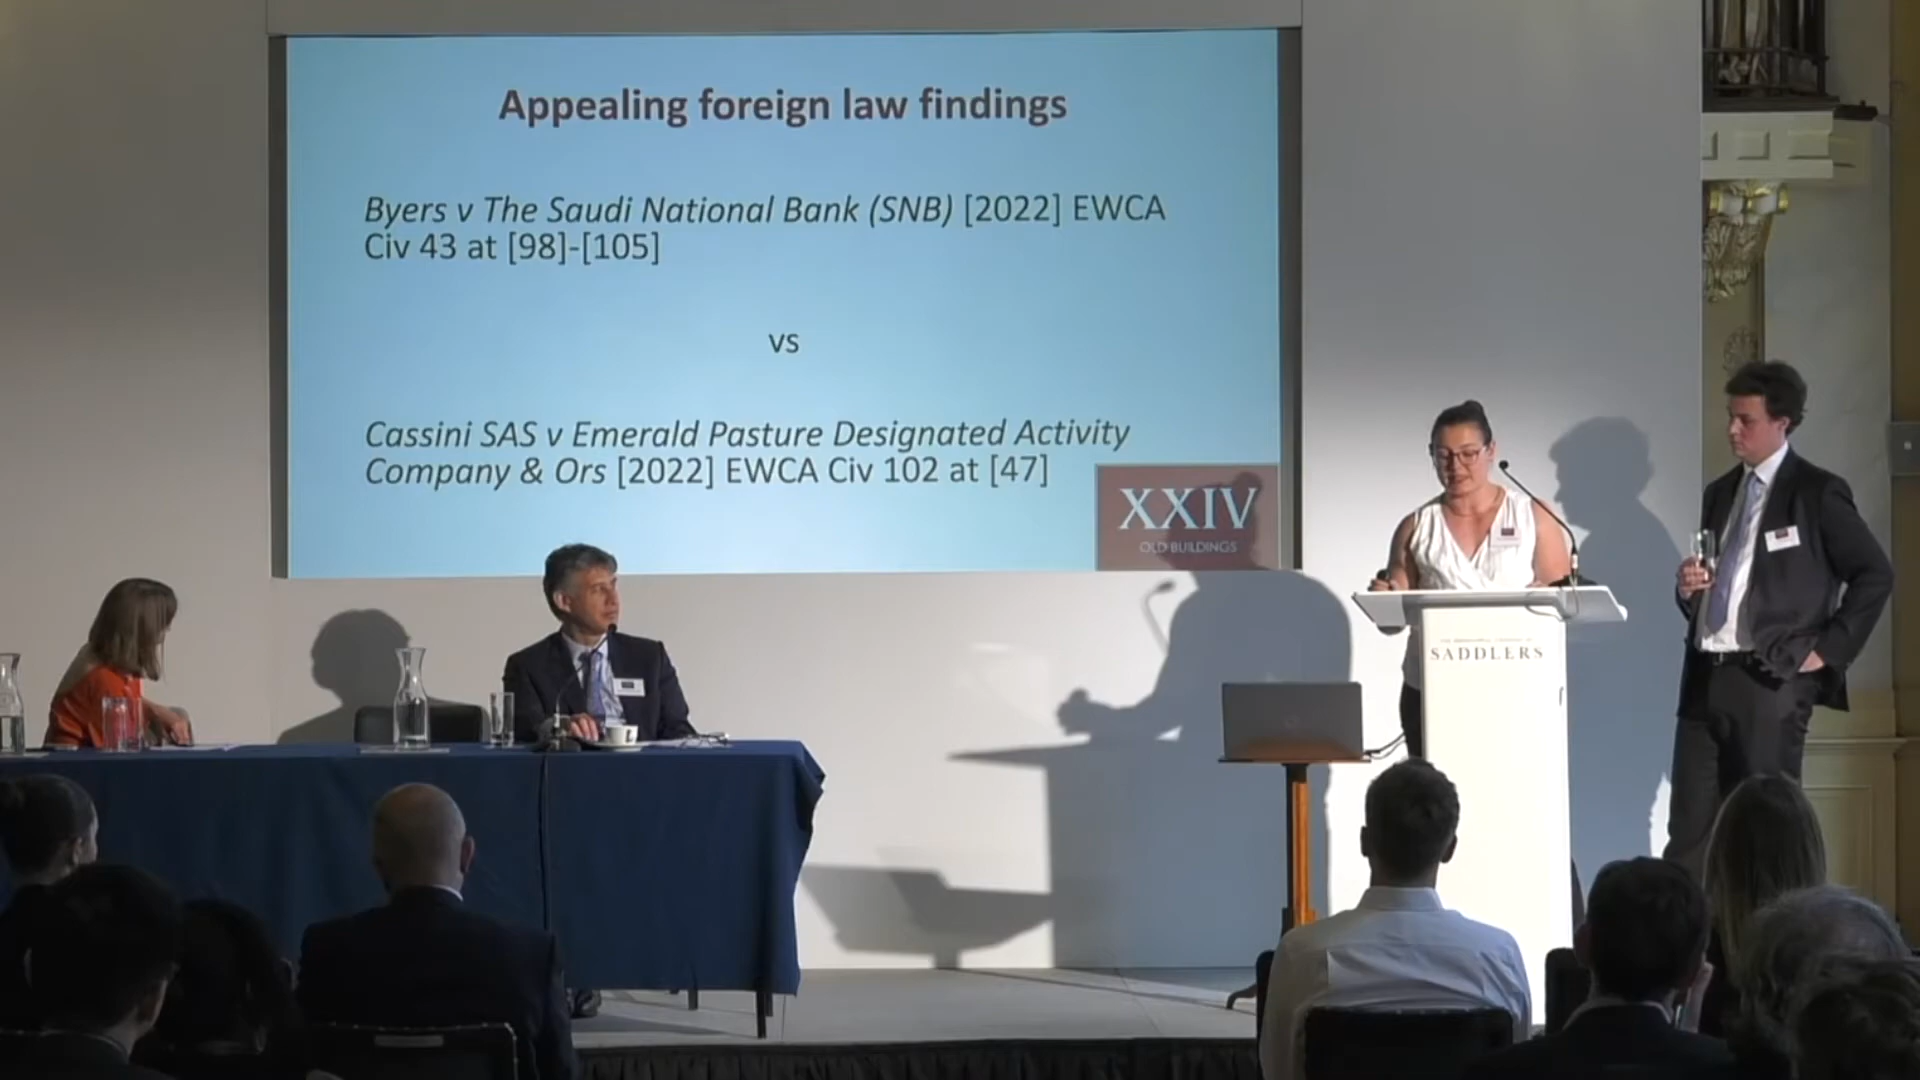 Appealing foreign law findings
Byers v The Saudi National Bank (SNB) [2022] EWCA
Civ 43 at [98]-[105]
vs
Cassini SAS v Emerald Pasture Designated Activity
Company & Ors [2022] EWCA Civ 102 at [47]
XXIV
OLD BUILDINGS
SADDLERS